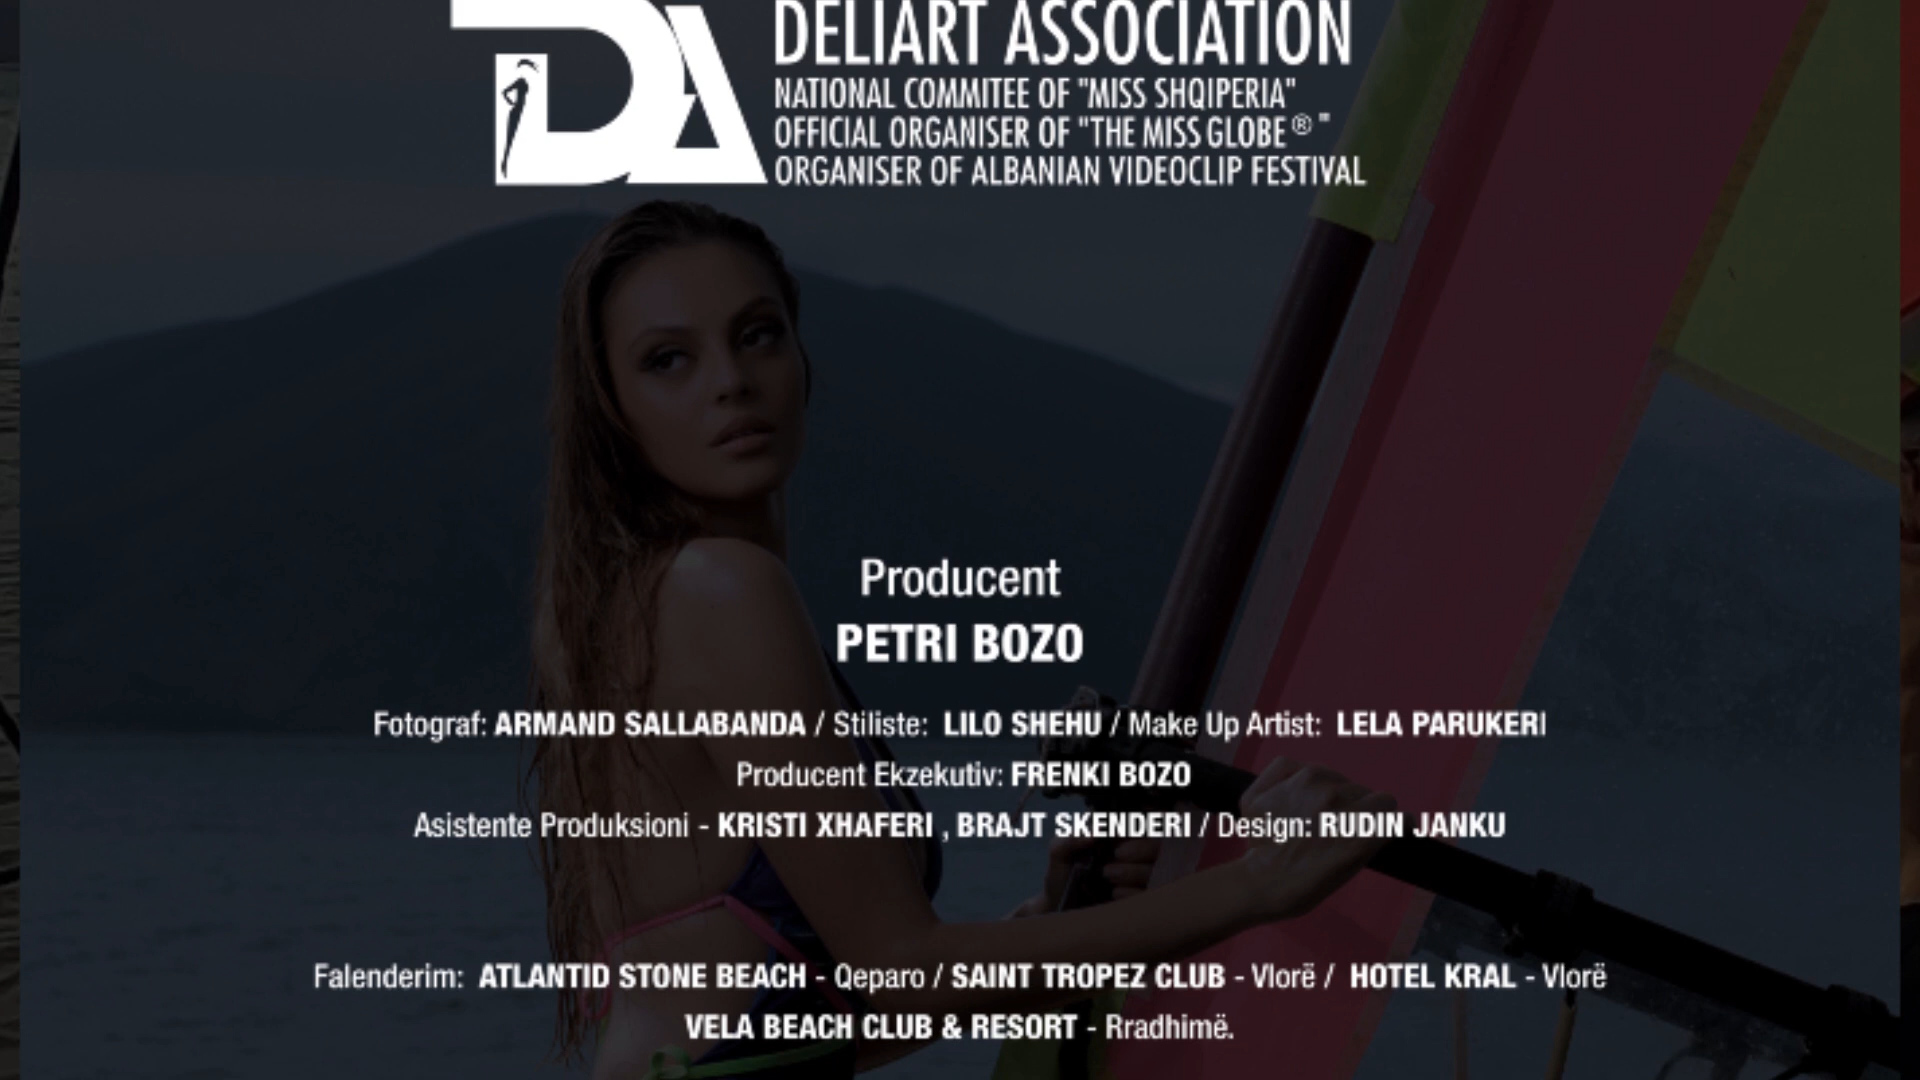 DELIART ASSOCIATION
NATIONAL COMMITEE OF "MISS SHQIPERIA"
OFFICIAL ORGANISER OF "THE MISS GLOBE ® "
ORGANISER OF ALBANIAN VIDEOCLIP FESTIVAL
Producent
PETRI BOZO
Fotograf: ARMAND SALLABANDA / Stiliste: LILO SHEHU / Make Up Artist: LELA PARUKERI
Producent Ekzekutiv: FRENKI BOZO
Asistente Produksioni - KRISTI XHAFERI , BRAJT SKENDERI / Design: RUDIN JANKU
Falenderim: ATLANTID STONE BEACH - Qeparo / SAINT TROPEZ CLUB - Vlorë / HOTEL KRAL - Vlorë
VELA BEACH CLUB & RESORT - Rradhimë.